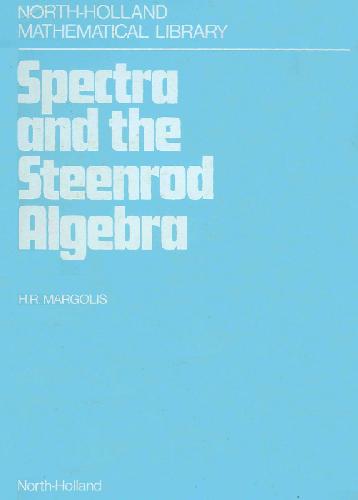 NORTH-HOLLAND
MATHEMATICAL LIBRARY
Spectra
and the
Steenrod
Algebra
H.R. MARGOLIS
North-Holland